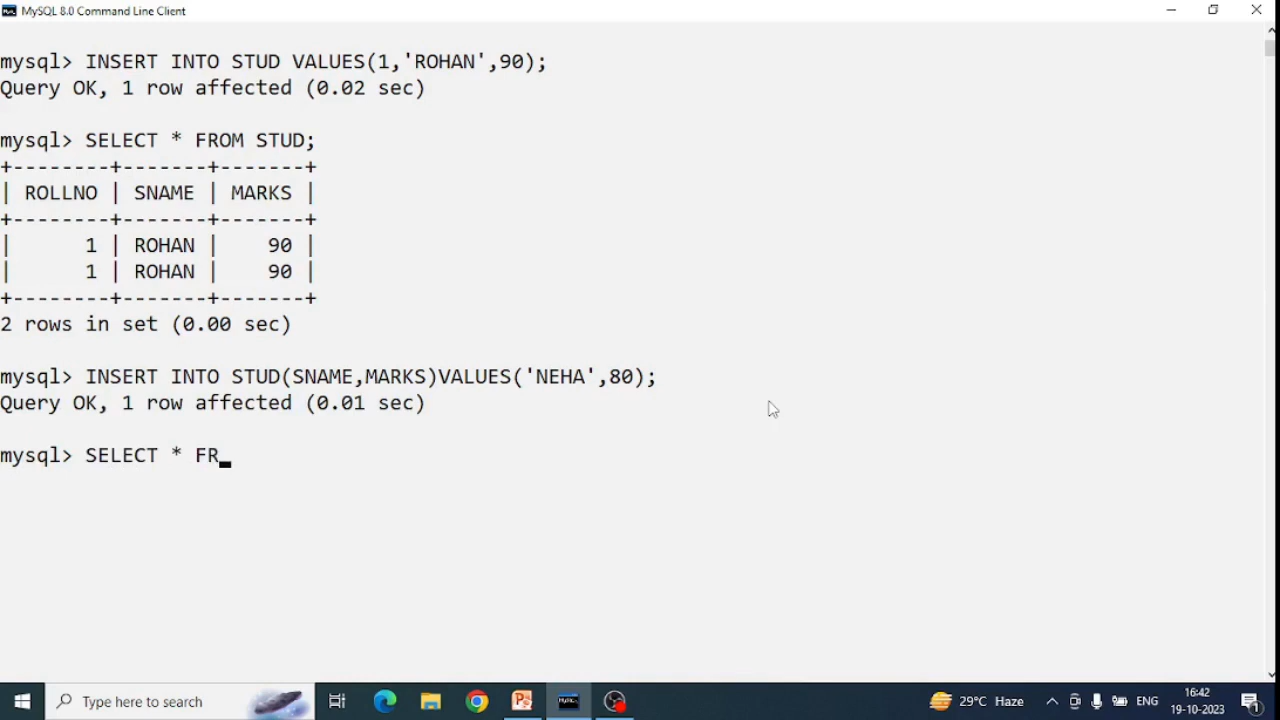 MySQL 8.0 Command Line Client
mysql> INSERT INTO STUD VALUES(1,'ROHAN',90);
Query OK, 1 row affected (0.02 sec)
mysql> SELECT * FROM STUD;
+--------+-------+-------+
| ROLLNO | SNAME | MARKS |
+--------+-------+-------+
|      1 | ROHAN |    90 |
|      1 | ROHAN |    90 |
+--------+-------+-------+
2 rows in set (0.00 sec)
mysql> INSERT INTO STUD(SNAME,MARKS)VALUES('NEHA',80);
Query OK, 1 row affected (0.01 sec)
mysql> SELECT * FR_
Type here to search
29°C Haze
ENG
16:42
19-10-2023
1